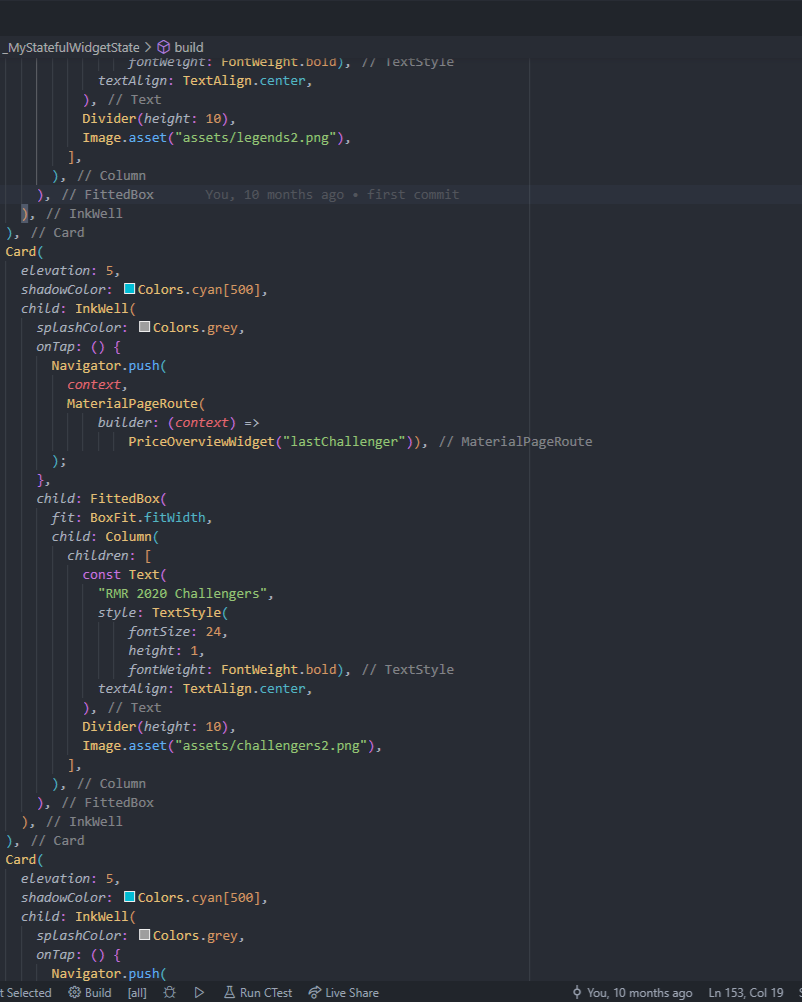 _MyStatefulWidgetState > build
fontWeight: FontWeight.bold), // TextStyle
textAlign: TextAlign.center,
), // Text
Divider(height: 10),
Image.asset("assets/legends2.png"),
],
), // Column
), // FittedBox You, 10 months ago • first commit
), // InkWell
), // Card
Card(
elevation: 5,
shadowColor: Colors.cyan[500],
child: InkWell(
splashColor: Colors.grey,
onTap: () {
Navigator.push(
context,
MaterialPageRoute(
builder: (context) =>
PriceOverviewWidget("lastChallenger")), // MaterialPageRoute
);
},
child: FittedBox(
fit: BoxFit.fitWidth,
child: Column(
children: [
const Text(
"RMR 2020 Challengers",
style: TextStyle(
fontSize: 24,
height: 1,
fontWeight: FontWeight.bold), // TextStyle
textAlign: TextAlign.center,
), // Text
Divider(height: 10),
Image.asset("assets/challengers2.png"),
],
), // Column
), // FittedBox
), // InkWell
), // Card
Card(
elevation: 5,
shadowColor: Colors.cyan[500],
child: InkWell(
splashColor: Colors.grey,
onTap: () {
Navigator.push(
t Selected Build [all] Run CTest Live Share You, 10 months ago Ln 153, Col 19